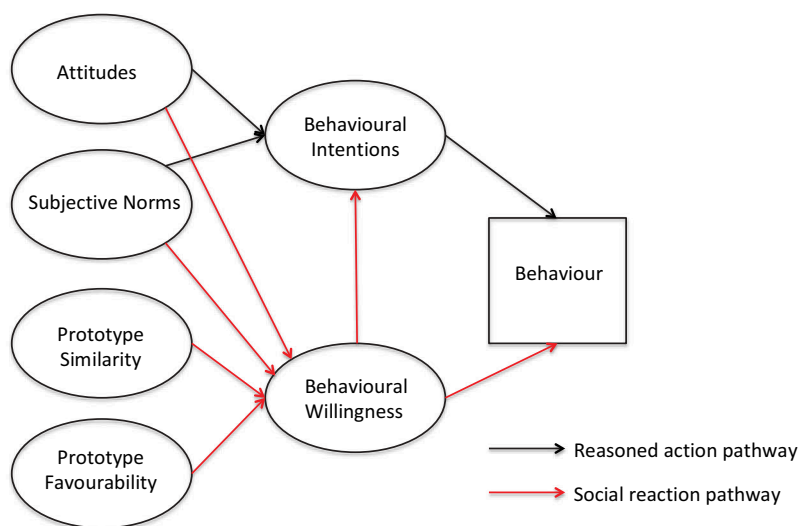 Attitudes
Behavioural
Intentions
Subjective Norms
Behaviour
Prototype
Similarity
Behavioural
Willingness
Prototype
Favourability
Reasoned action pathway
Social reaction pathway